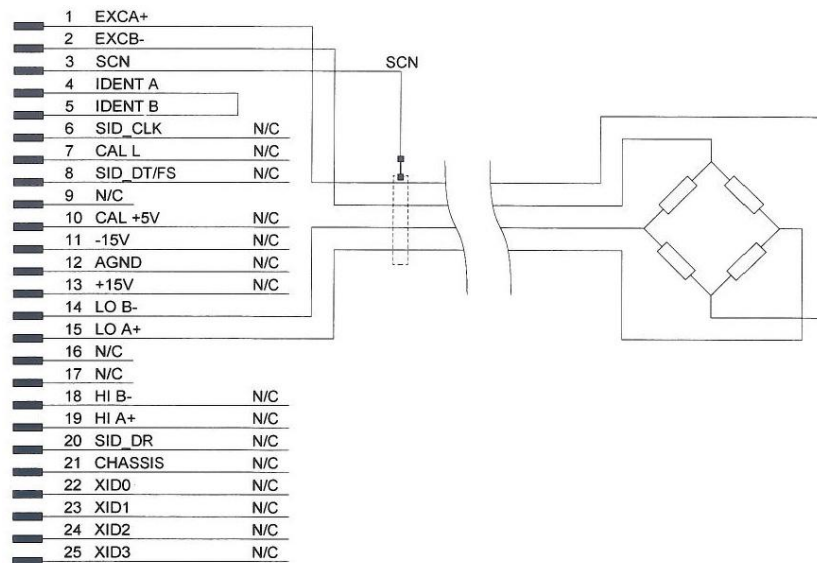 1 EXCA+
2 EXCB-
3 SCN SCN
4 IDENT A
5 IDENT B
6 SID_CLK N/C
7 CAL L N/C
8 SID_DT/FS N/C
9 N/C
10 CAL +5V N/C
11 -15V N/C
12 AGND N/C
13 +15V N/C
14 LO B-
15 LO A+
16 N/C
17 N/C
18 HI B- N/C
19 HI A+ N/C
20 SID_DR N/C
21 CHASSIS N/C
22 XID0 N/C
23 XID1 N/C
24 XID2 N/C
25 XID3 N/C